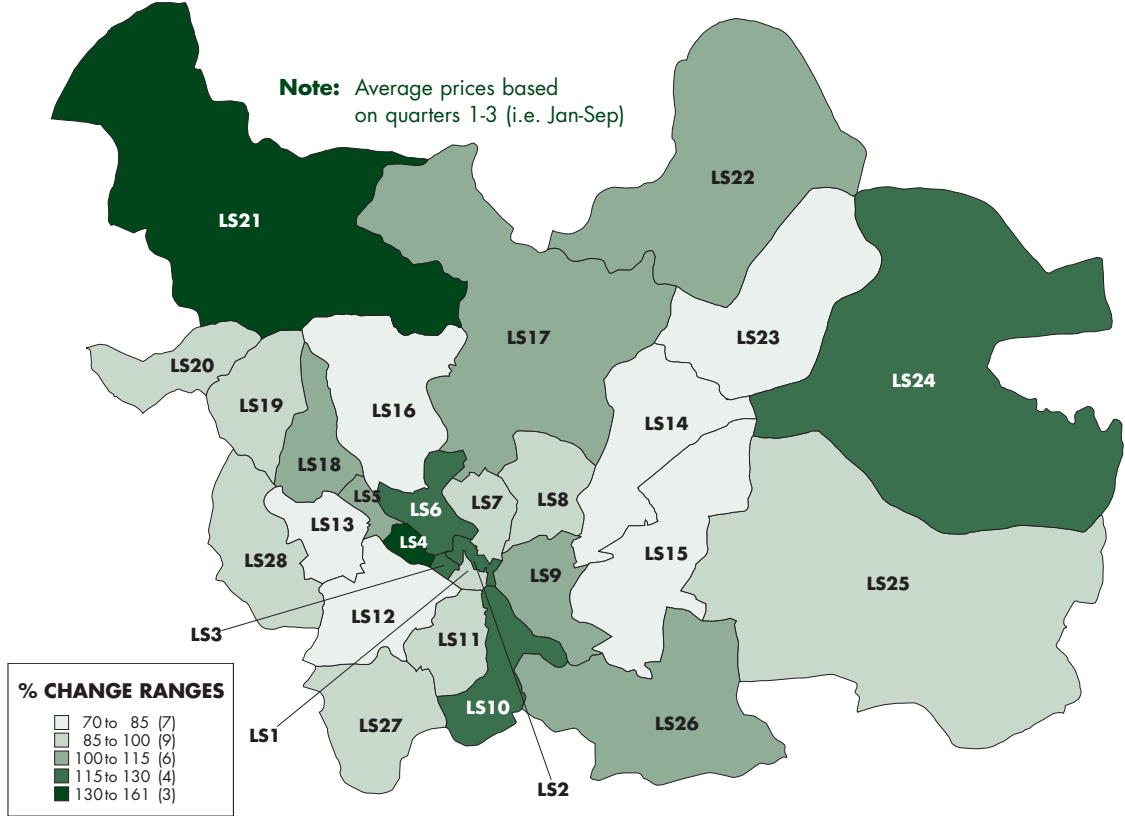 Note: Average prices based
on quarters 1-3 (i.e. Jan-Sep)
LS22
LS21
LS17
LS23
LS20
LS24
LS19
LS16
LS14
LS18
LS5
LS6
LS7
LS8
LS13
LS4
LS15
LS28
LS9
LS25
LS12
LS3
LS11
LS10
LS27
LS26
LS1
LS2
% CHANGE RANGES
70 to 85 (7)
85 to 100 (9)
100 to 115 (6)
115 to 130 (4)
130 to 161 (3)